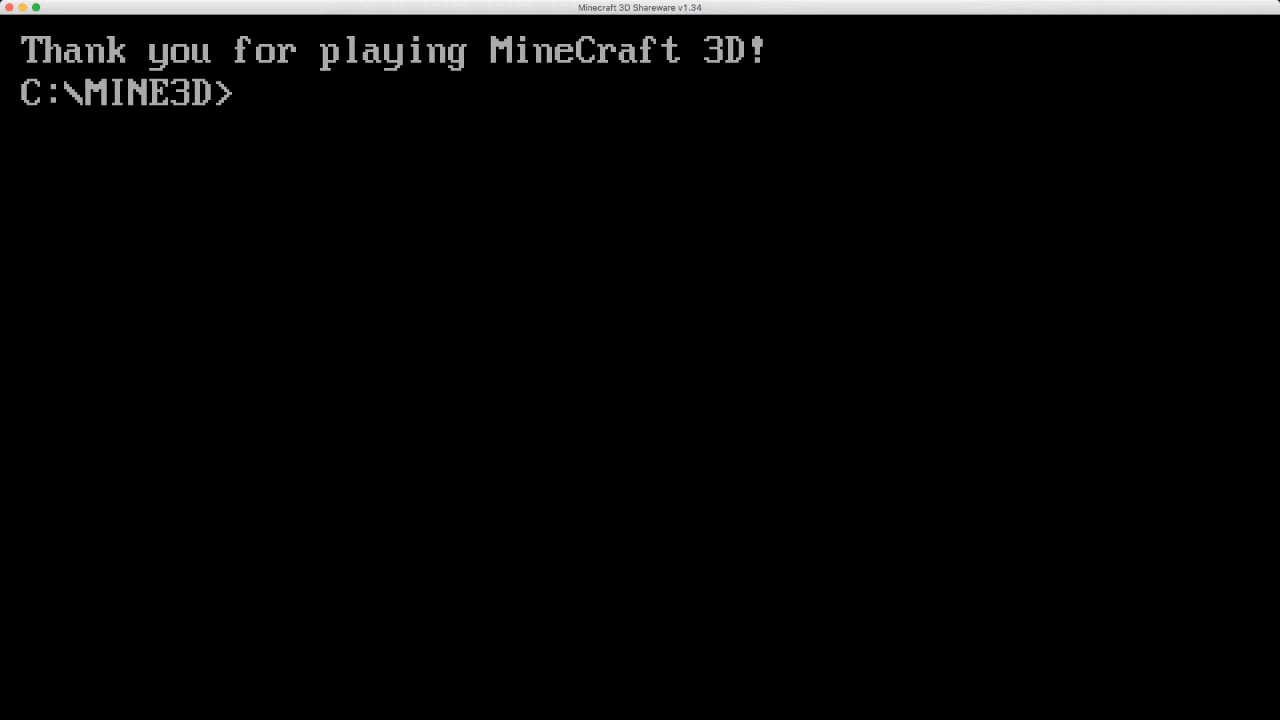 Minecraft 3D Shareware v1.34
Thank you for playing MineCraft 3D!
C:\MINE3D>